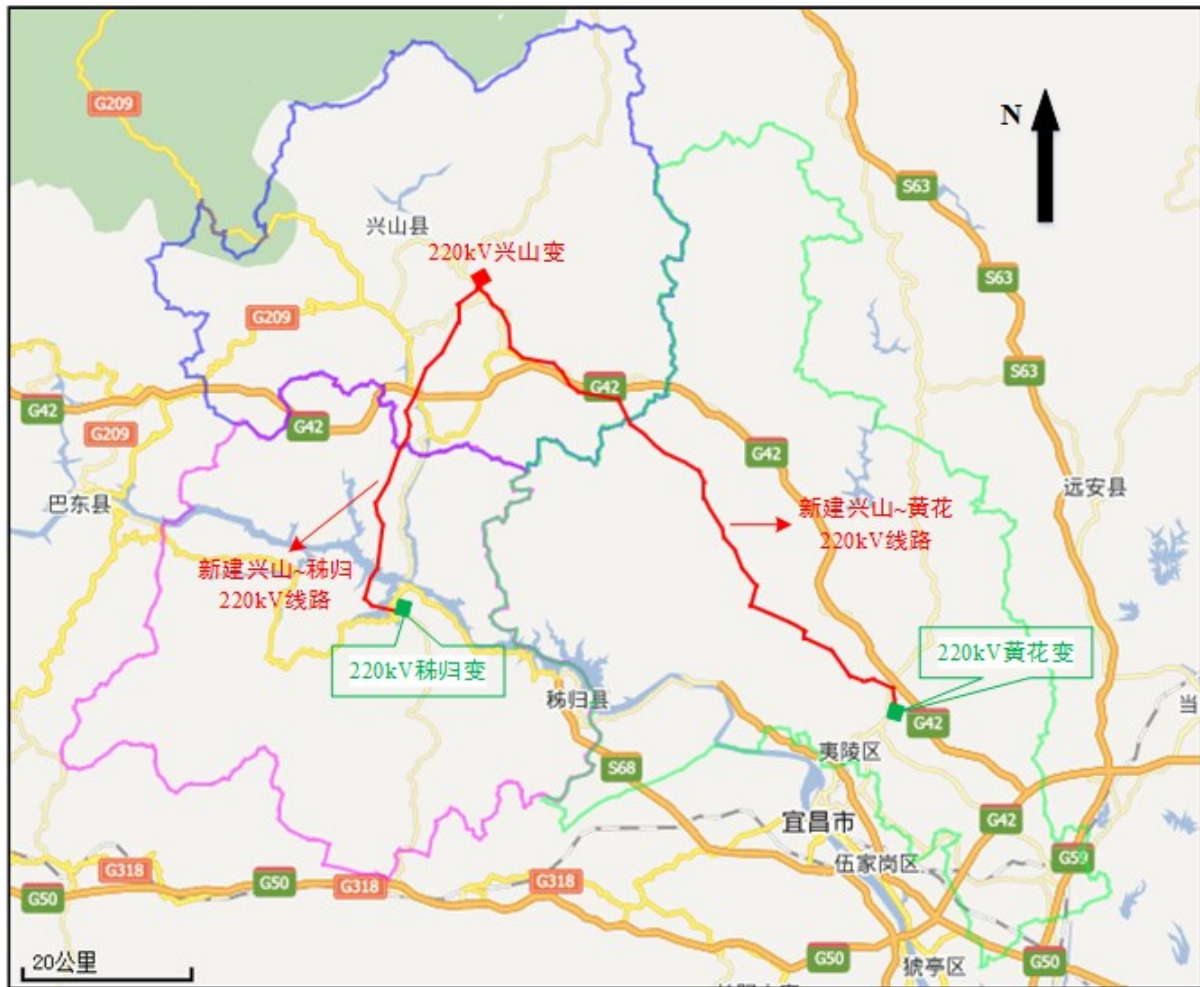 G209
N
S63
兴山县
220kV兴山变
S63
G209
S63
G42
G42
G42
G209
G42
巴东县
远安县
新建兴山~黄花
220kV线路
新建兴山~秭归
220kV线路
220kV秭归变
220kV黄花变
秭归县
当
G42
夷陵区
S68
宜昌市
G42
伍家岗区
G59
G318
G50
G318
G318
G50
G50
猇亭区
G50
20公里